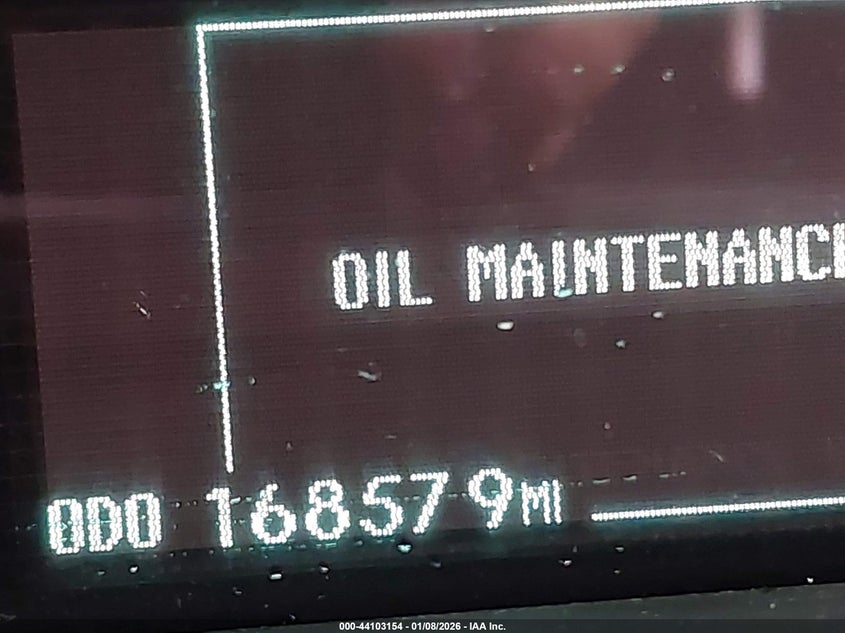 OIL MAINTENANC
ODO 168579MI
000-44103154 - 01/08/2026 - IAA Inc.